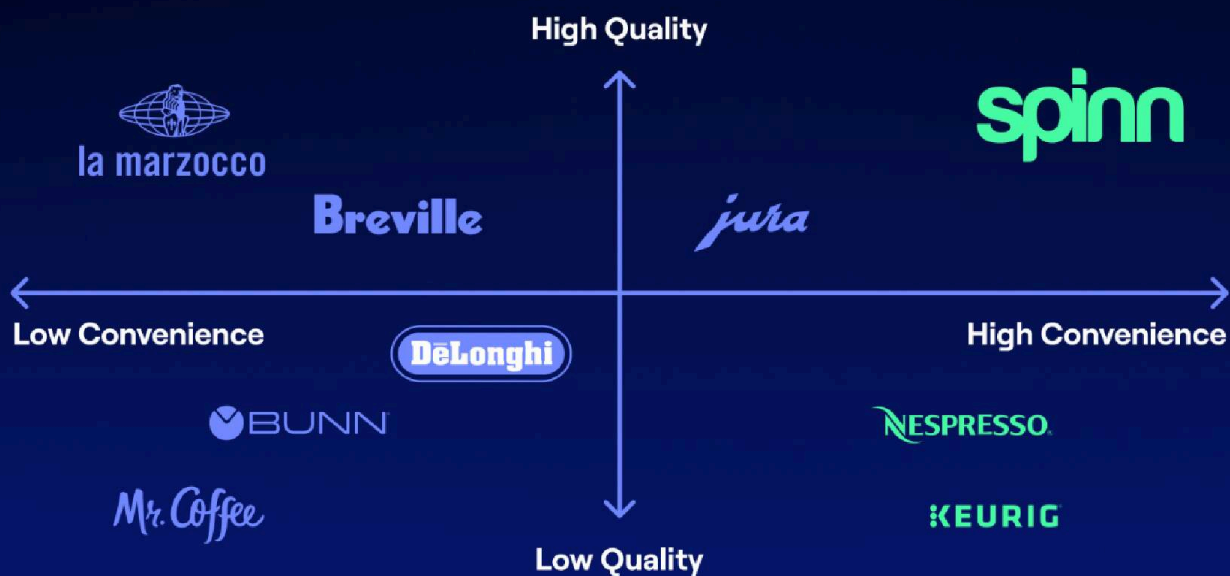 High Quality
spinn
la marzocco
Breville
jura
Low Convenience
High Convenience
DēLonghi
BUNN
NESPRESSO.
Mr. Coffee
KEURIG
Low Quality